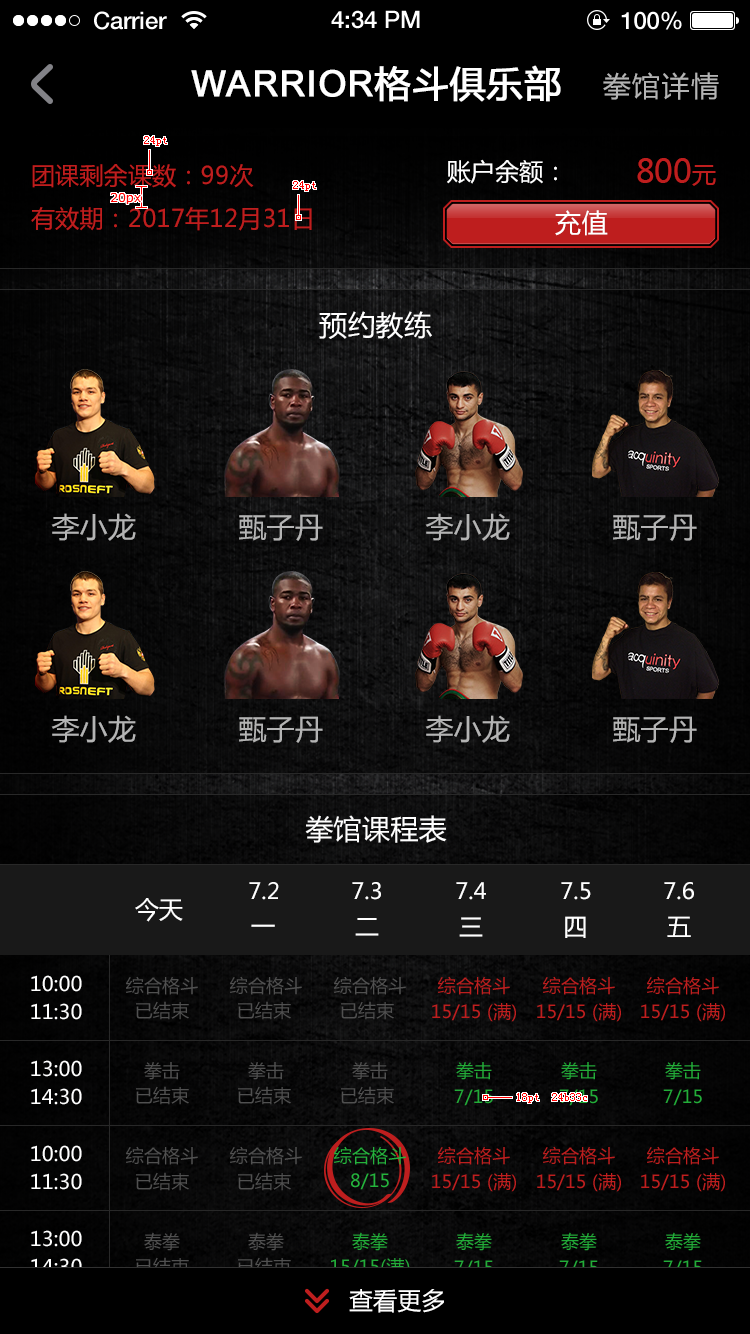 Carrier 4:34 PM 100%
WARRIOR格斗俱乐部 拳馆详情
24pt
团课剩余课数：99次 账户余额： 800元
20px 24pt
有效期：2017年12月31日 充值
预约教练
ROSNEFT acquinity SPORTS
李小龙 甄子丹 李小龙 甄子丹
ROSNEFT acquinity SPORTS
李小龙 甄子丹 李小龙 甄子丹
拳馆课程表
7.2 7.3 7.4 7.5 7.6
今天 一 二 三 四 五
10:00 综合格斗 综合格斗 综合格斗 综合格斗 综合格斗 综合格斗
11:30 已结束 已结束 已结束 15/15 (满) 15/15 (满) 15/15 (满)
13:00 拳击 拳击 拳击 拳击 拳击 拳击
14:30 已结束 已结束 已结束 7/15 18pt 7/15 7/15
10:00 综合格斗 综合格斗 综合格斗 综合格斗 综合格斗 综合格斗
11:30 已结束 已结束 8/15 15/15 (满) 15/15 (满) 15/15 (满)
13:00 泰拳 泰拳 泰拳 泰拳 泰拳 泰拳
14:30 已结束 已结束 15/15(满) 7/15 7/15 7/15
查看更多